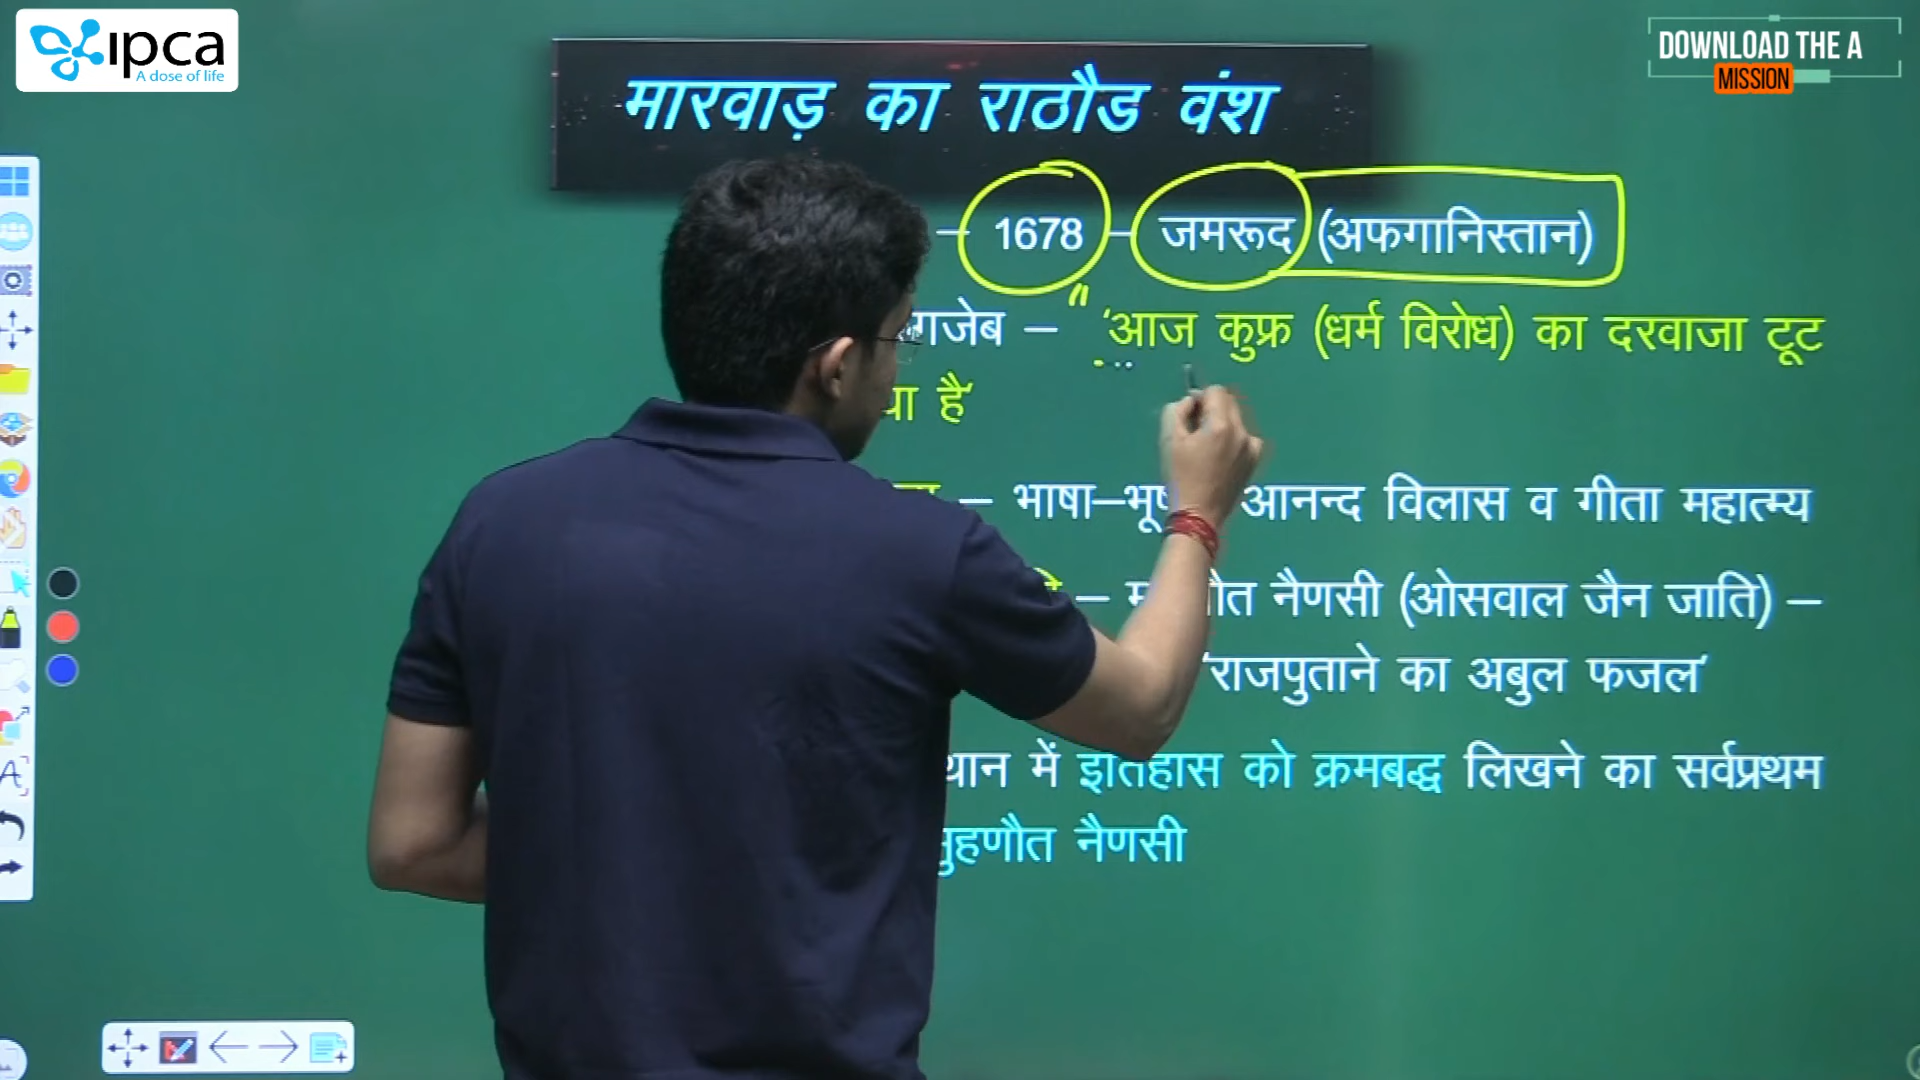 ipca
A dose of life
DOWNLOAD THE A
MISSION
मारवाड़ का राठौड वंश
– 1678 – जमरूद (अफगानिस्तान)
गजेब – "'आज कुफ्र (धर्म विरोध) का दरवाजा टूट
या है'
– भाषा–भू आनन्द विलास व गीता महात्म्य
– नैणसी (ओसवाल जैन जाति) –
'राजपुताने का अबुल फजल'
थान में इतिहास को क्रमबद्ध लिखने का सर्वप्रथम
मुहणौत नैणसी